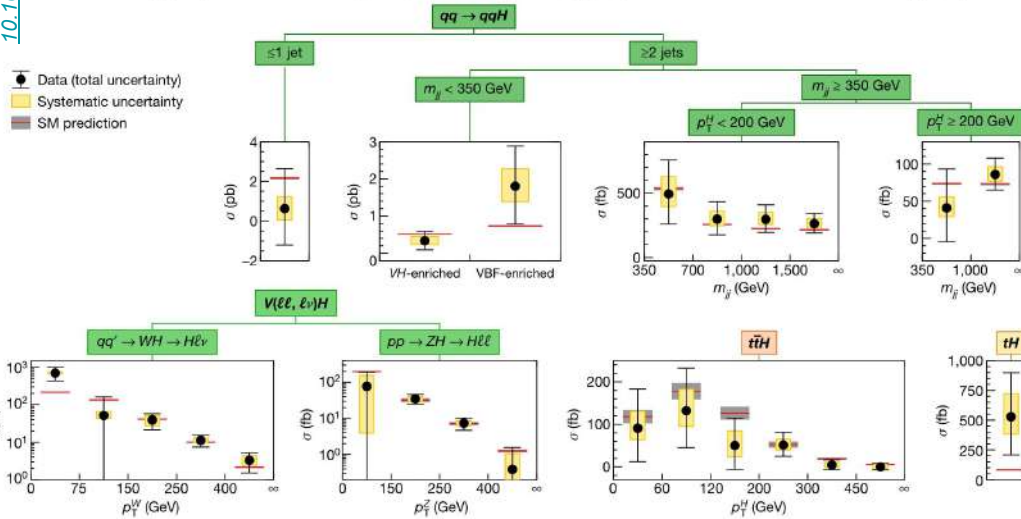 10.1
qq → qqH
≤1 jet
≥2 jets
Data (total uncertainty)
Systematic uncertainty
SM prediction
m_jj < 350 GeV
m_jj ≥ 350 GeV
p_T^H < 200 GeV
p_T^H ≥ 200 GeV
σ (pb)
4
2
0
−2
σ (pb)
3
2
1
0
VH-enriched
VBF-enriched
σ (fb)
500
0
350
700
1,000
1,500
∞
m_jj (GeV)
σ (fb)
100
50
0
350
1,000
∞
m_jj (GeV)
V(ℓℓ, ℓν)H
qq′ → WH → Hℓν
pp → ZH → Hℓℓ
tt̄H
tH
10³
10²
10¹
10⁰
0
75
150
250
400
∞
p_T^W (GeV)
σ (fb)
10²
10¹
10⁰
0
150
250
400
∞
p_T^Z (GeV)
σ (fb)
200
100
0
0
60
120
200
300
450
∞
p_T^H (GeV)
σ (fb)
1,000
750
500
250
0